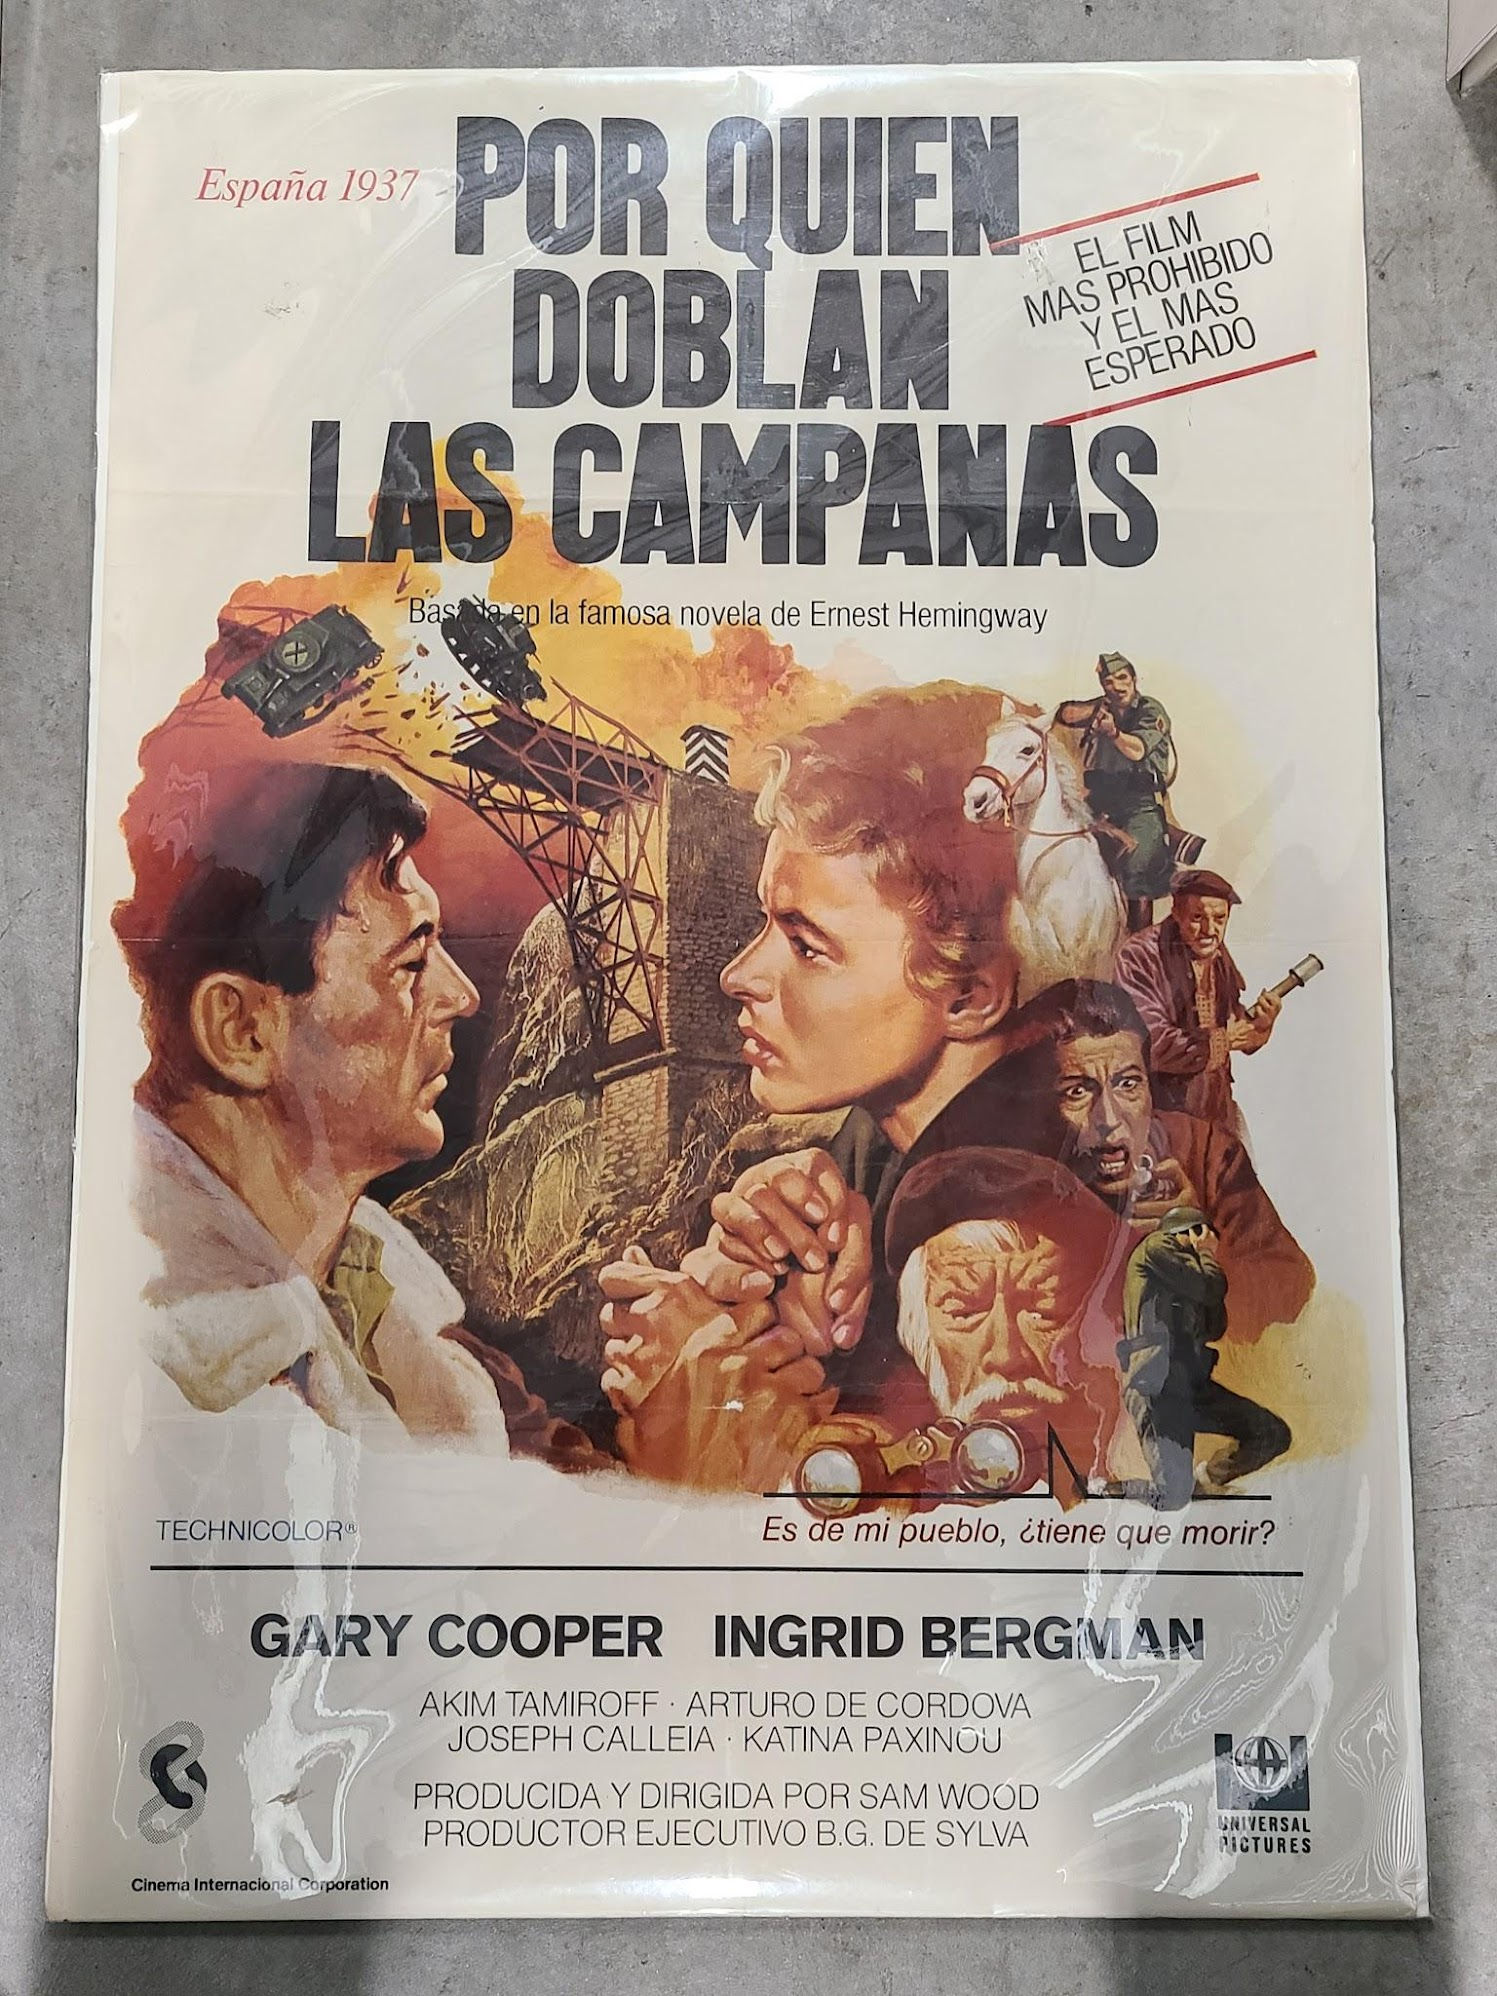 España 1937
POR QUIEN
DOBLAN
LAS CAMPANAS
EL FILM
MAS PROHIBIDO
Y EL MAS
ESPERADO
Basada en la famosa novela de Ernest Hemingway
TECHNICOLOR®
Es de mi pueblo, ¿tiene que morir?
GARY COOPER INGRID BERGMAN
AKIM TAMIROFF · ARTURO DE CORDOVA
JOSEPH CALLEIA · KATINA PAXINOU
PRODUCIDA Y DIRIGIDA POR SAM WOOD
PRODUCTOR EJECUTIVO B.G. DE SYLVA
UNIVERSAL
PICTURES
Cinema Internacional Corporation